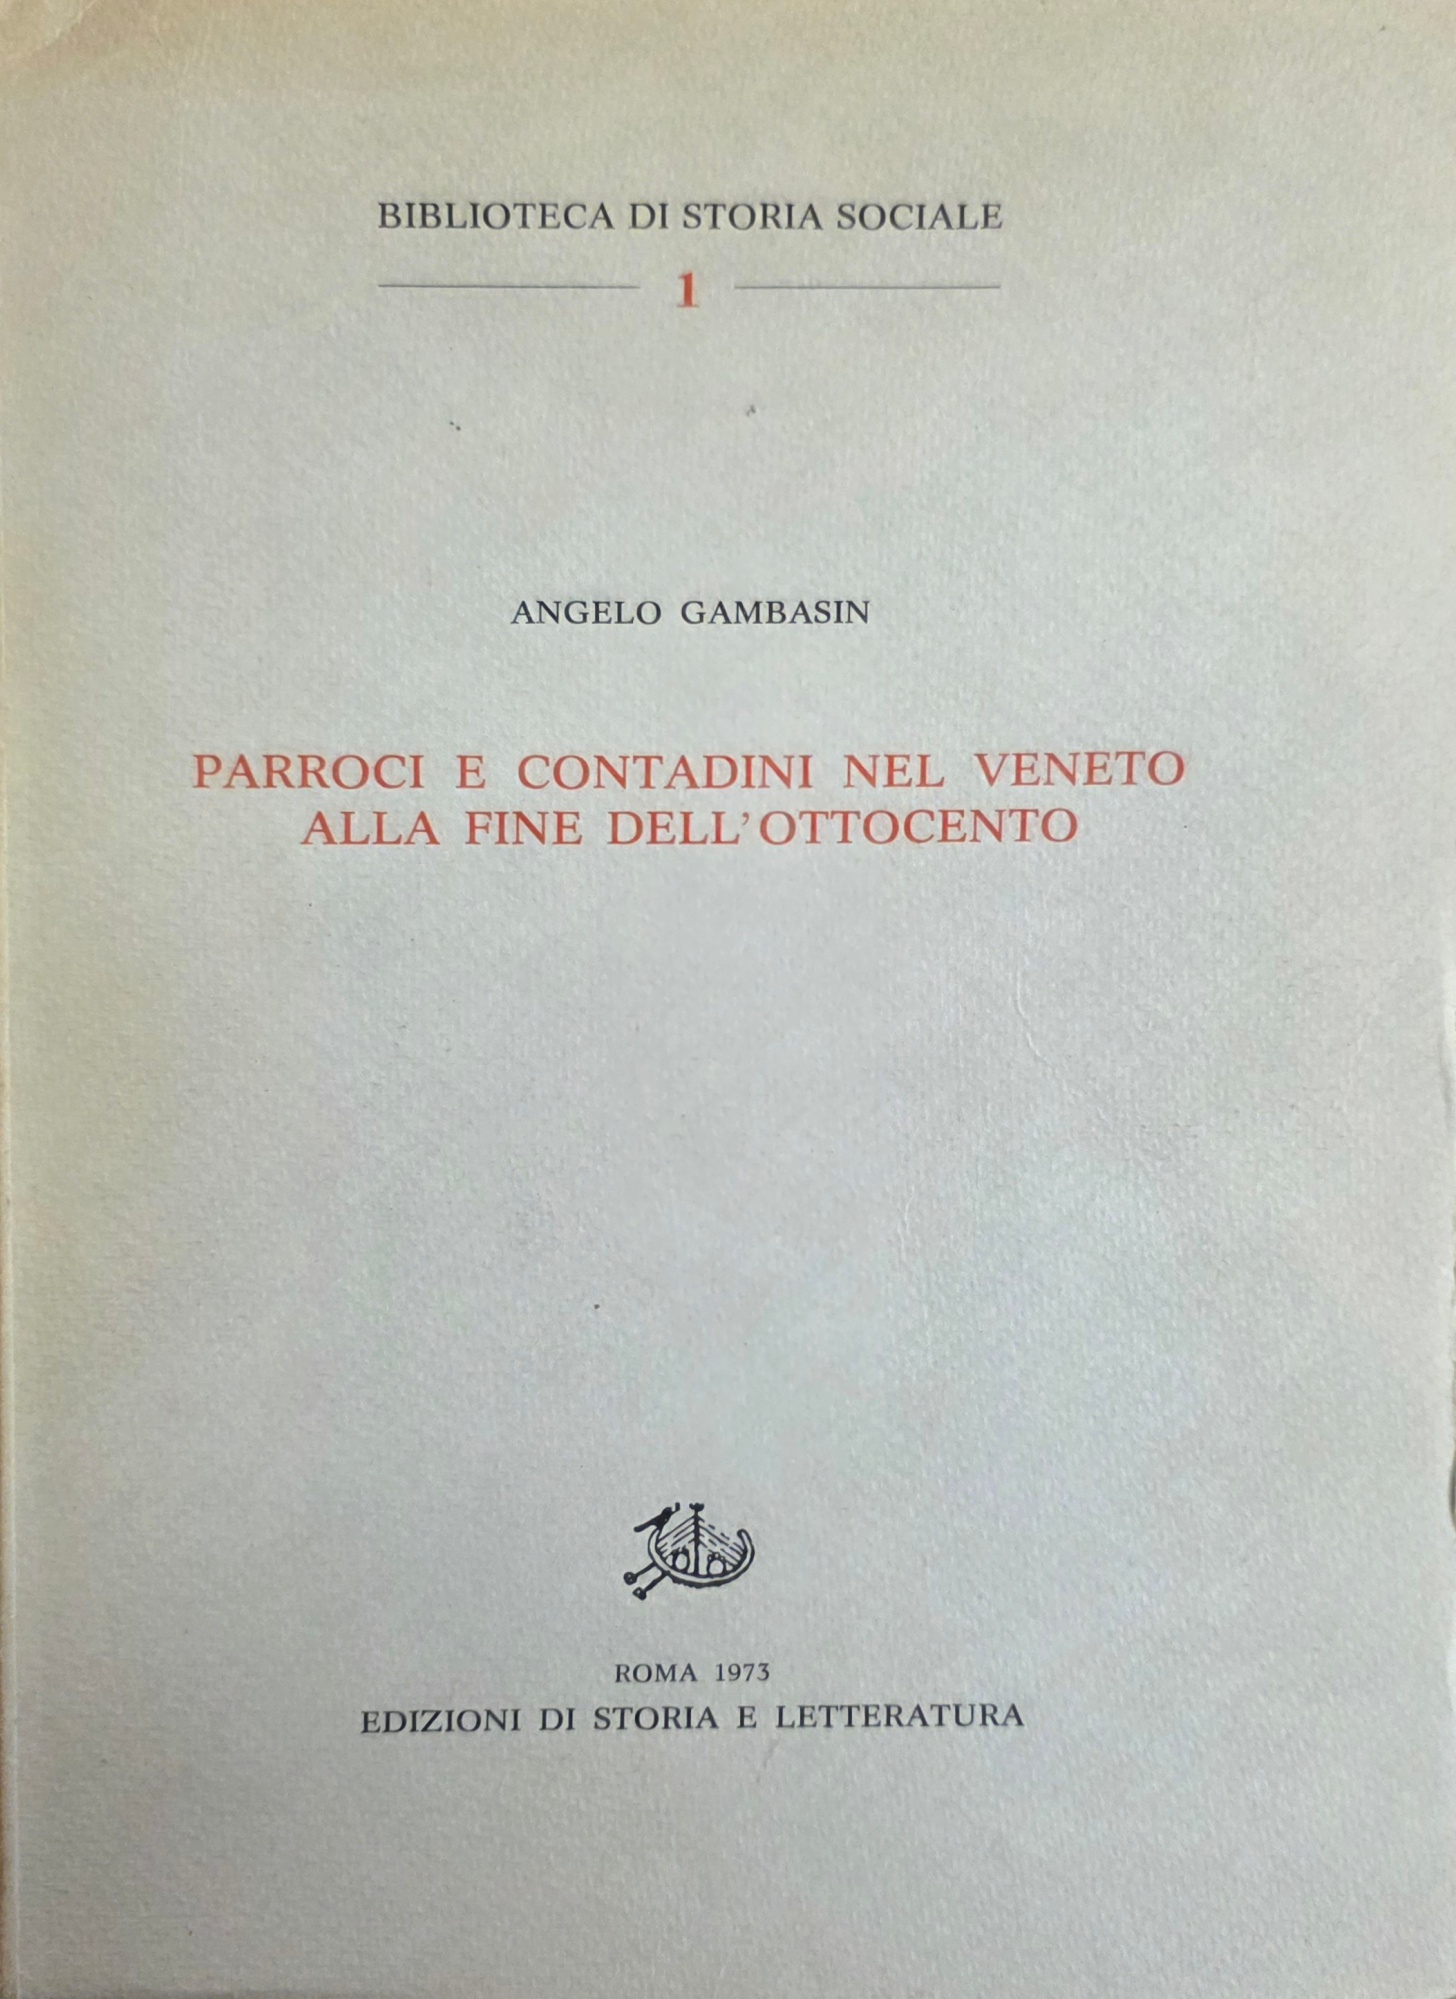 BIBLIOTECA DI STORIA SOCIALE
1
ANGELO GAMBASIN
PARROCI E CONTADINI NEL VENETO
ALLA FINE DELL'OTTOCENTO
ROMA 1973
EDIZIONI DI STORIA E LETTERATURA